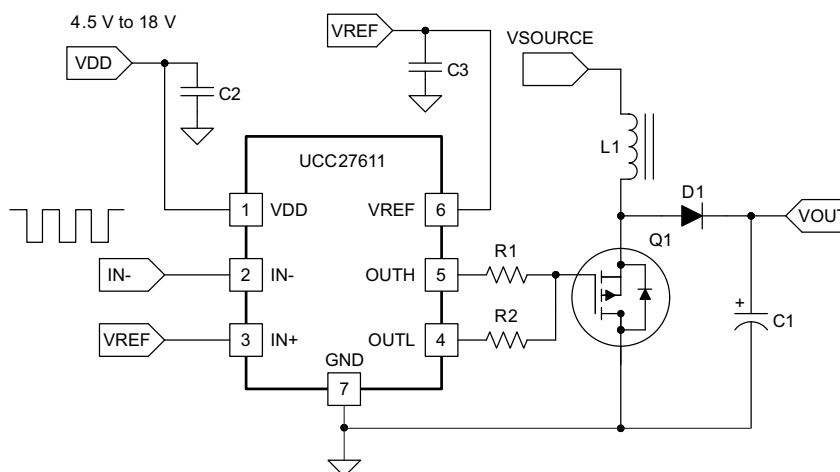 4.5 V to 18 V
VDD
C2
VREF
C3
VSOURCE
L1
UCC27611
1 VDD
VREF 6
D1
VOUT
Q1
IN-
2 IN-
OUTH 5
R1
VREF
3 IN+
OUTL 4
R2
+
C1
GND
7